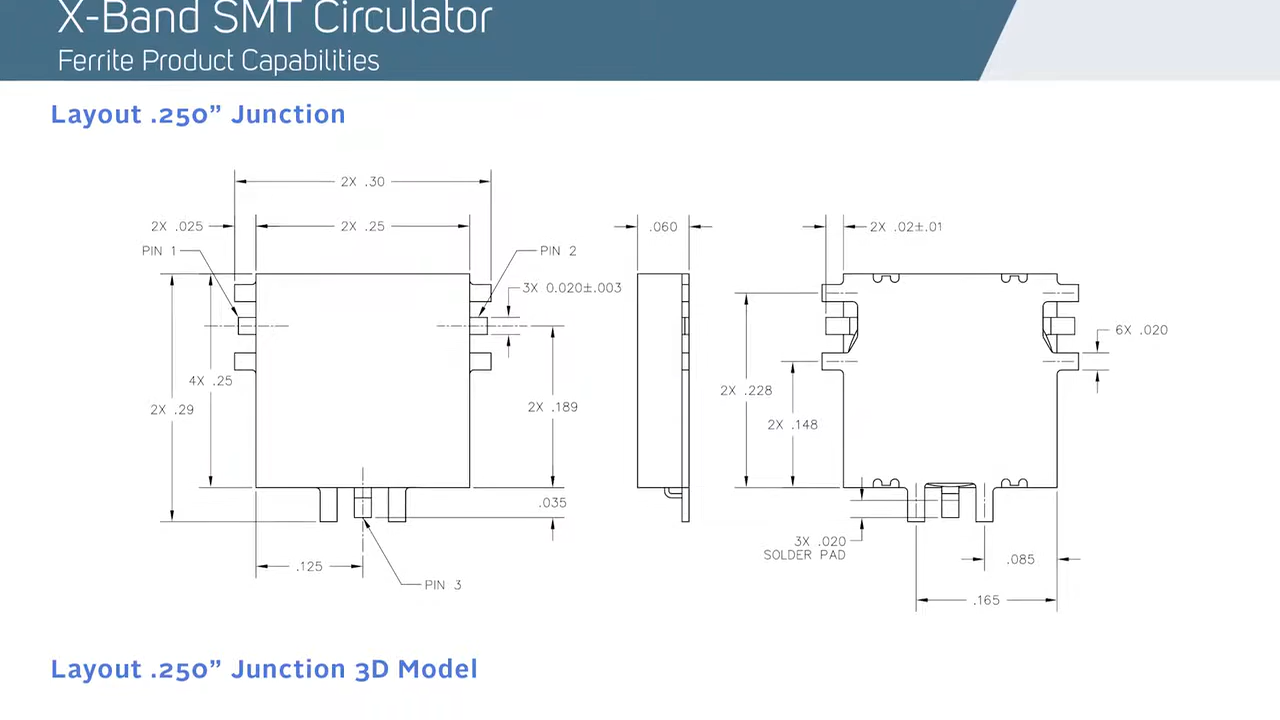 X-Band SMT Circulator
Ferrite Product Capabilities
Layout .250” Junction
2X .30
2X .025
2X .25
.060
2X .02±.01
PIN 1
PIN 2
3X 0.020±.003
6X .020
4X .25
2X .29
2X .189
2X .228
2X .148
.035
3X .020
SOLDER PAD
.125
.085
PIN 3
.165
Layout .250” Junction 3D Model